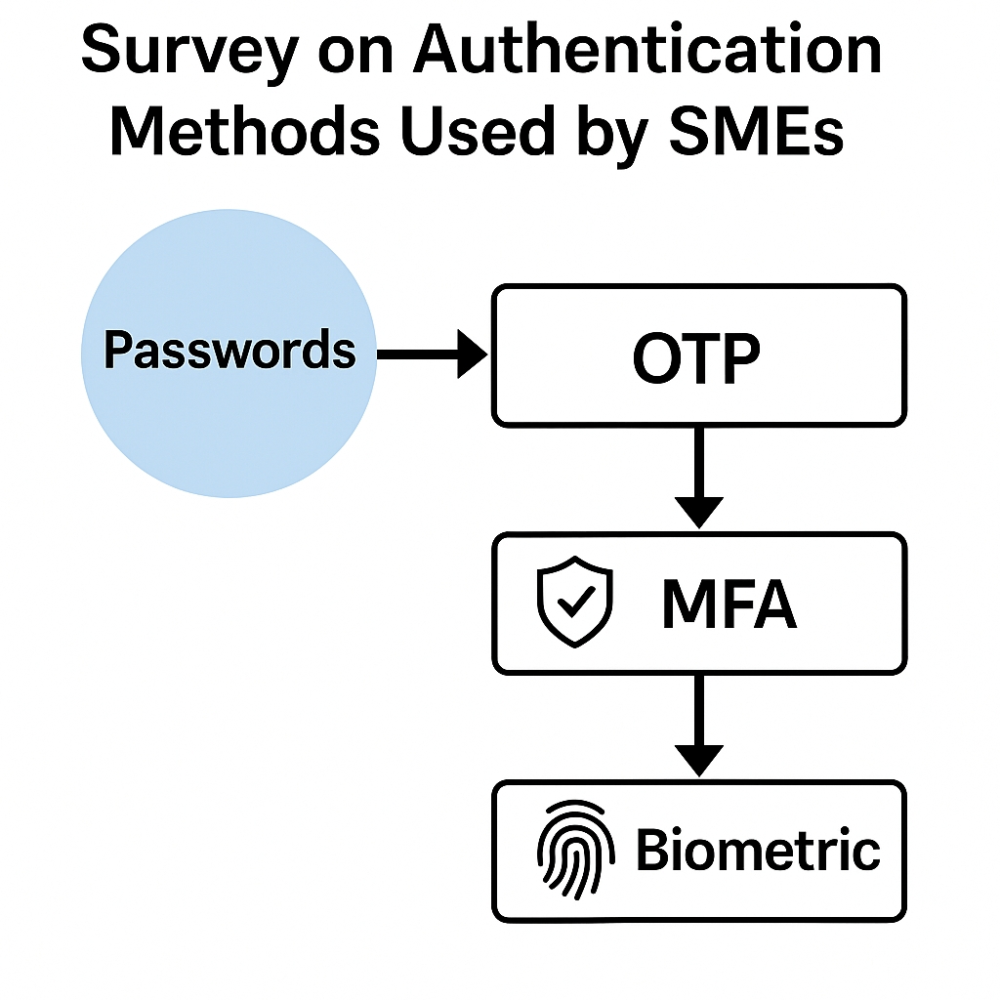 Survey on Authentication
Methods Used by SMEs
Passwords
OTP
MFA
Biometric